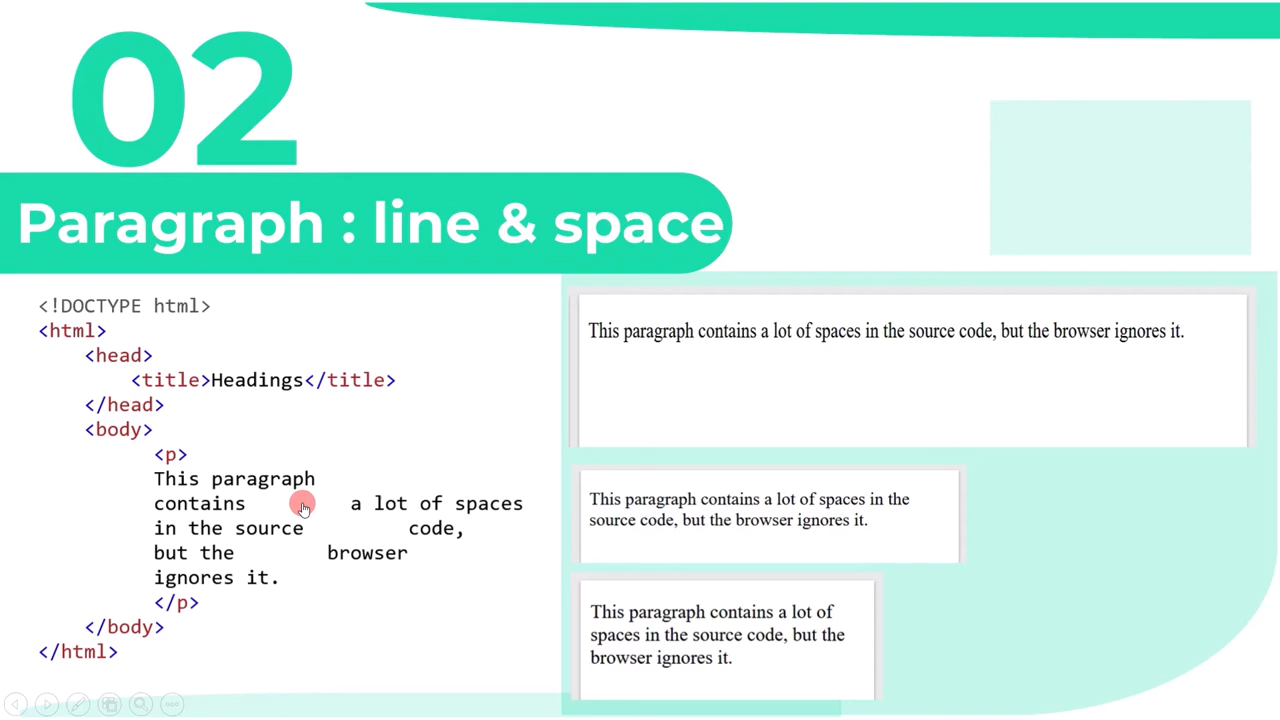 02
Paragraph : line & space
<!DOCTYPE html>
<html>
<head>
<title>Headings</title>
</head>
<body>
<p>
This paragraph
contains a lot of spaces
in the source code,
but the browser
ignores it.
</p>
</body>
</html>
This paragraph contains a lot of spaces in the source code, but the browser ignores it.
This paragraph contains a lot of spaces in the
source code, but the browser ignores it.
This paragraph contains a lot of
spaces in the source code, but the
browser ignores it.